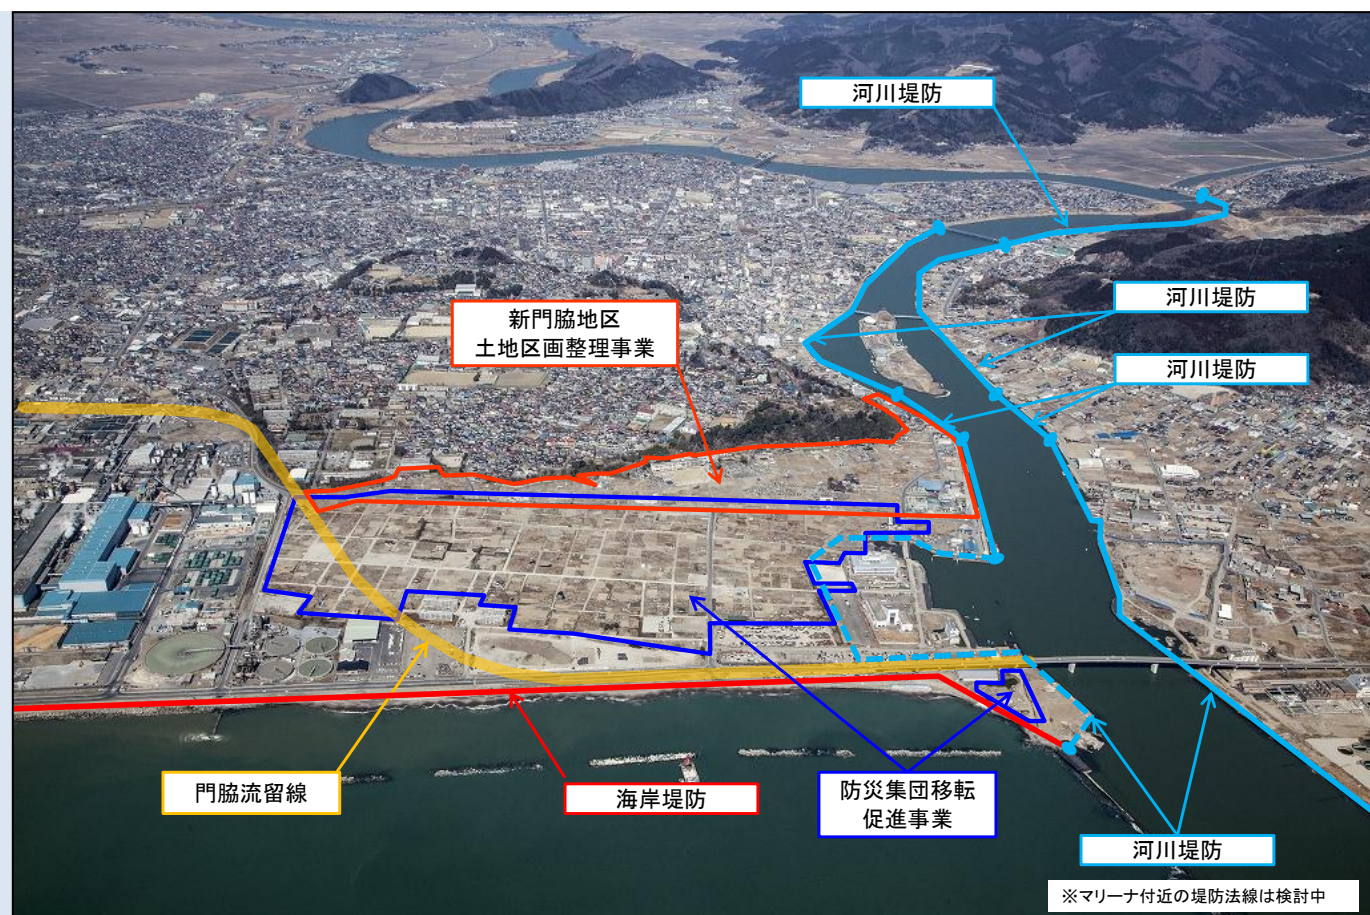 河川堤防
河川堤防
新門脇地区
土地区画整理事業
河川堤防
門脇流留線
海岸堤防
防災集団移転
促進事業
河川堤防
※マリーナ付近の堤防法線は検討中